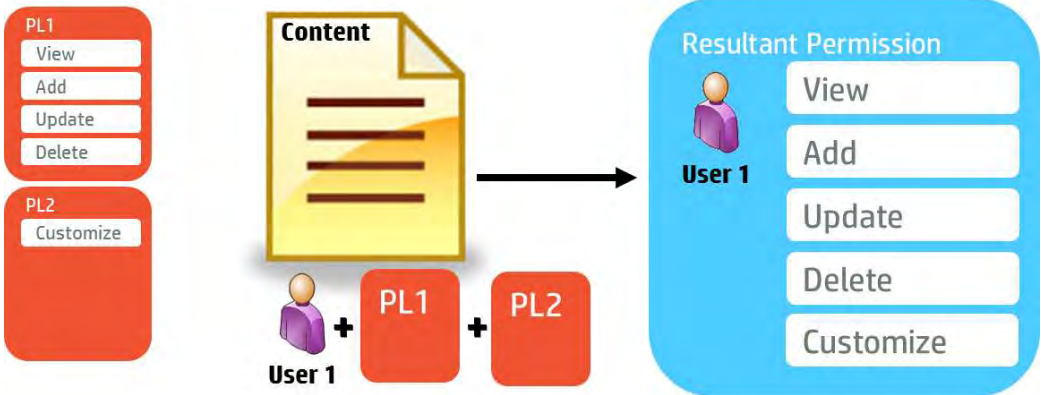 PL1
View
Add
Update
Delete
PL2
Customize
Content
User 1
+
PL1
+
PL2
Resultant Permission
User 1
View
Add
Update
Delete
Customize